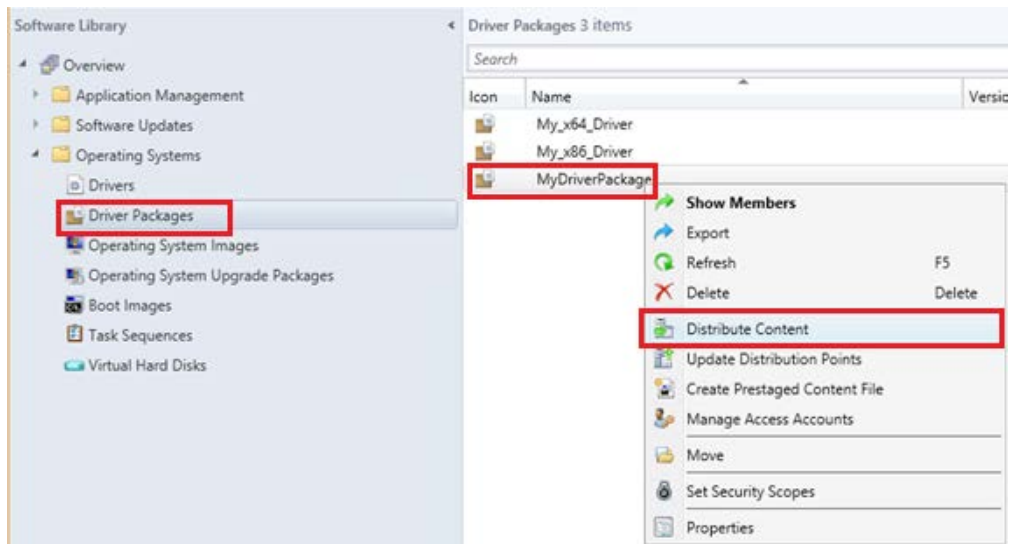 Software Library
Overview
Application Management
Software Updates
Operating Systems
Drivers
Driver Packages
Operating System Images
Operating System Upgrade Packages
Boot Images
Task Sequences
Virtual Hard Disks
Driver Packages 3 items
Search
Icon Name Versic
My_x64_Driver
My_x86_Driver
MyDriverPackage
Show Members
Export
Refresh F5
Delete Delete
Distribute Content
Update Distribution Points
Create Prestaged Content File
Manage Access Accounts
Move
Set Security Scopes
Properties